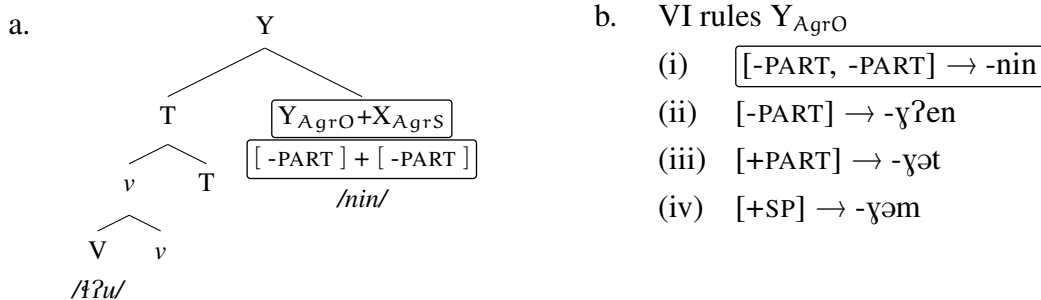 a.
Y
T
Y_AgrO+X_AgrS
[ -PART ] + [ -PART ]
/nin/
v
T
V
v
/ɬʔu/
b. VI rules Y_AgrO
(i) [-PART, -PART] → -nin
(ii) [-PART] → -ɣʔen
(iii) [+PART] → -ɣət
(iv) [+SP] → -ɣəm